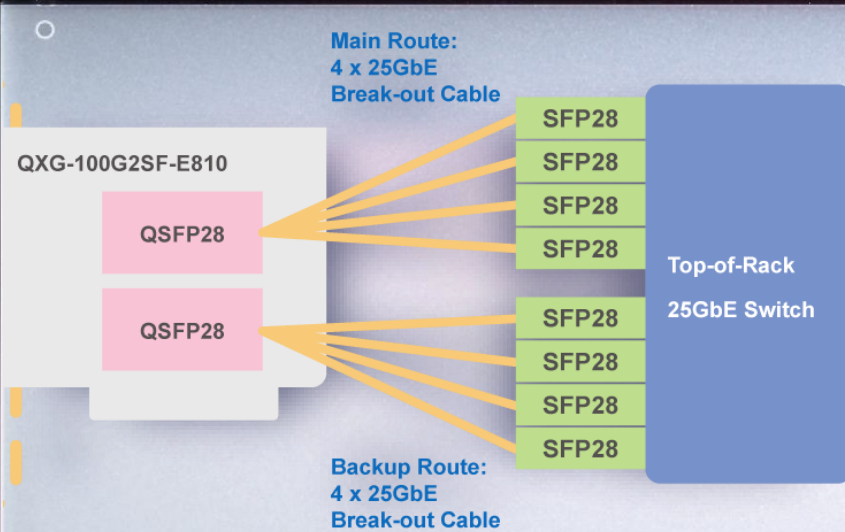 Main Route:
4 x 25GbE
Break-out Cable
QXG-100G2SF-E810
QSFP28
QSFP28
SFP28
SFP28
SFP28
SFP28
SFP28
SFP28
SFP28
SFP28
Top-of-Rack
25GbE Switch
Backup Route:
4 x 25GbE
Break-out Cable